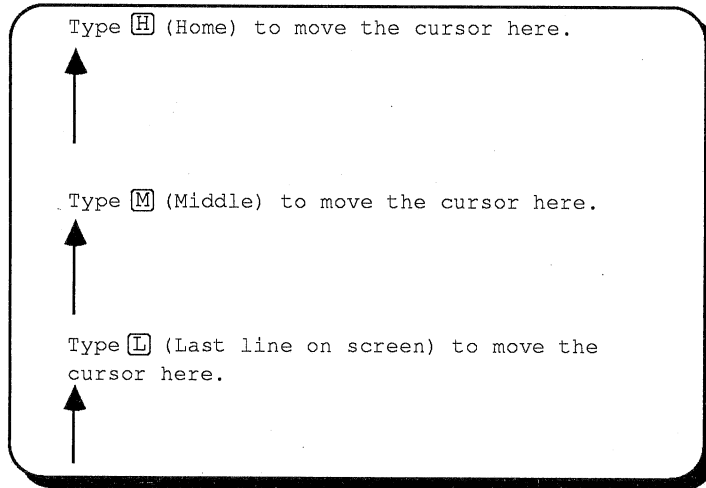 Type H (Home) to move the cursor here.
Type M (Middle) to move the cursor here.
Type L (Last line on screen) to move the
cursor here.